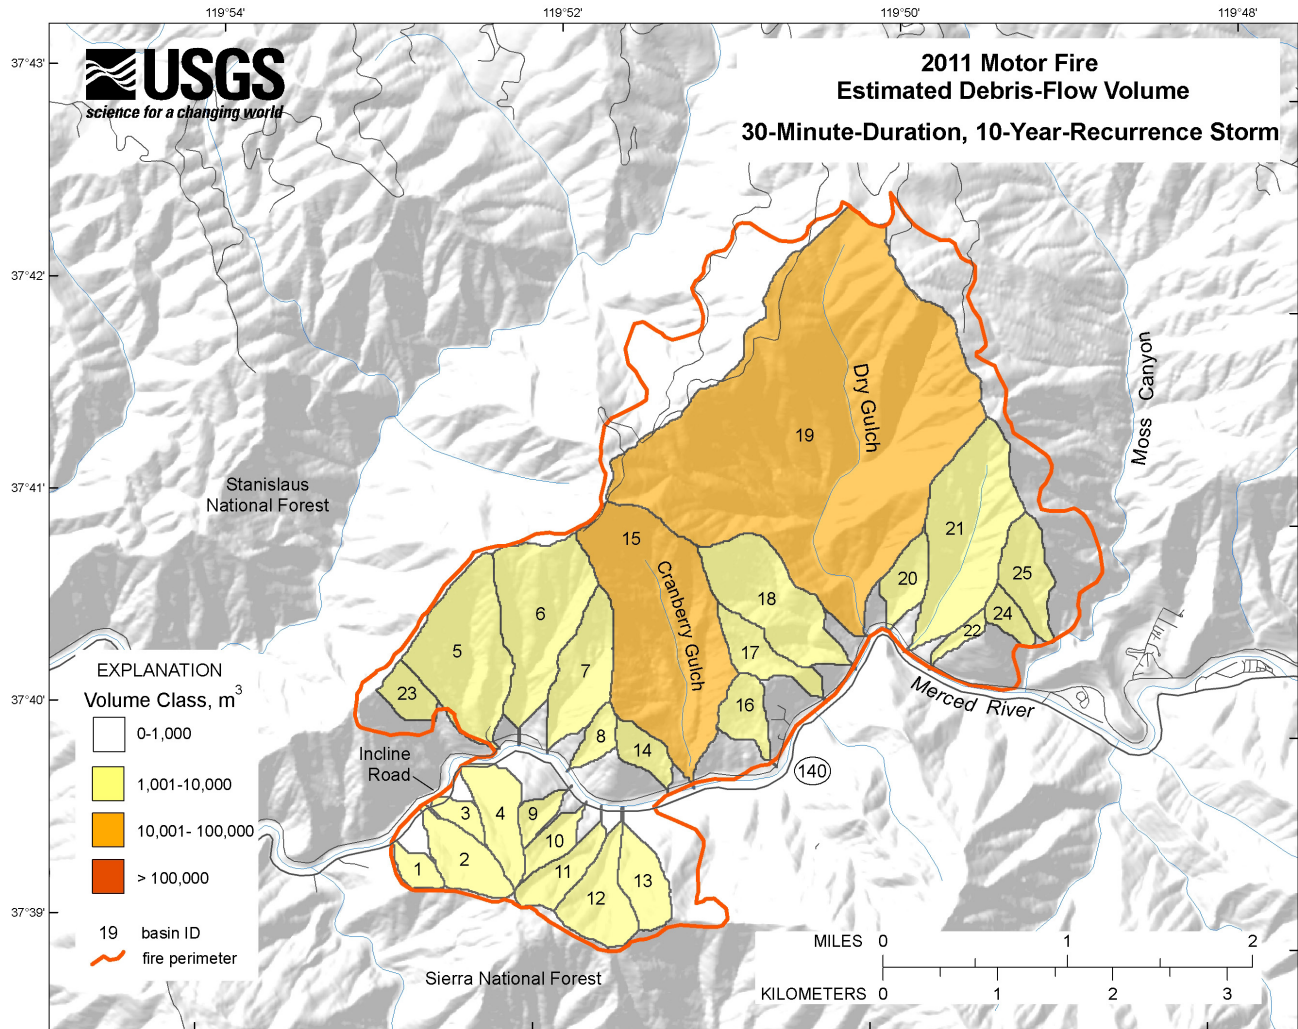 119°54'
119°52'
119°50'
119°48'
37°43'
37°42'
37°41'
37°40'
37°39'
USGS
science for a changing world
2011 Motor Fire
Estimated Debris-Flow Volume
30-Minute-Duration, 10-Year-Recurrence Storm
Moss Canyon
Dry Gulch
19
Stanislaus
National Forest
15
Cranberry Gulch
21
20
25
24
22
18
17
16
6
5
7
23
8
14
Merced River
140
Incline
Road
3
4
9
10
1
2
11
12
13
Sierra National Forest
EXPLANATION
Volume Class, m3
0-1,000
1,001-10,000
10,001- 100,000
> 100,000
19 basin ID
fire perimeter
MILES 0 1 2
KILOMETERS 0 1 2 3